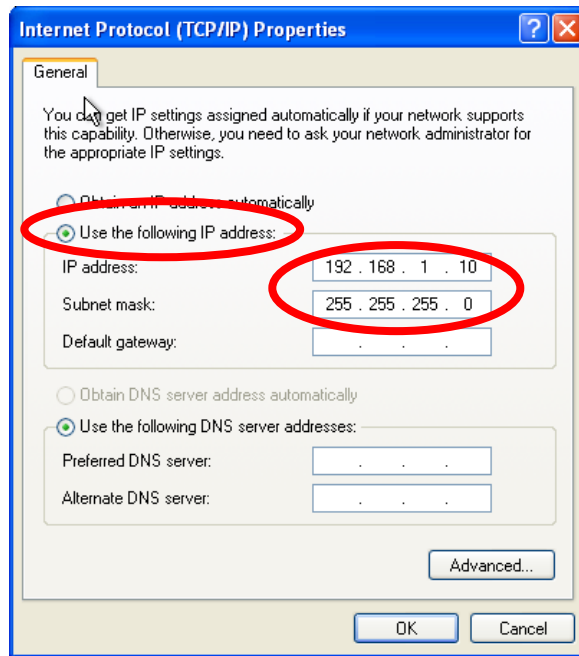 Internet Protocol (TCP/IP) Properties
General
You can get IP settings assigned automatically if your network supports
this capability. Otherwise, you need to ask your network administrator for
the appropriate IP settings.
Obtain an IP address automatically
Use the following IP address:
IP address: 192 . 168 . 1 . 10
Subnet mask: 255 . 255 . 255 . 0
Default gateway: . . .
Obtain DNS server address automatically
Use the following DNS server addresses:
Preferred DNS server: . . .
Alternate DNS server: . . .
Advanced...
OK Cancel